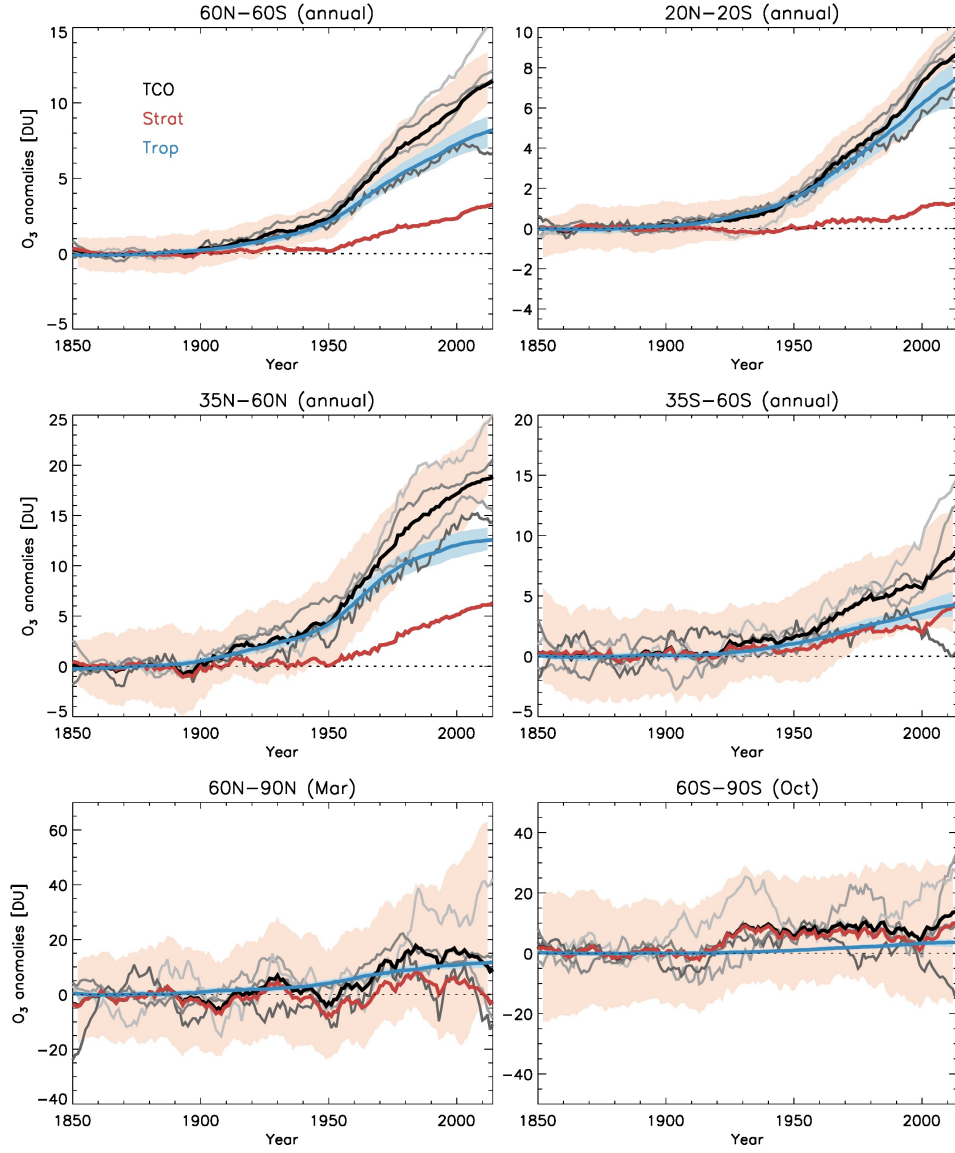 60N−60S (annual)
15
10
5
0
−5
O₃ anomalies [DU]
TCO
Strat
Trop
1850 1900 1950 2000
Year
20N−20S (annual)
10
8
6
4
2
0
−2
−4
1850 1900 1950 2000
Year
35N−60N (annual)
25
20
15
10
5
0
−5
O₃ anomalies [DU]
1850 1900 1950 2000
Year
35S−60S (annual)
20
15
10
5
0
−5
1850 1900 1950 2000
Year
60N−90N (Mar)
60
40
20
0
−20
−40
O₃ anomalies [DU]
1850 1900 1950 2000
Year
60S−90S (Oct)
40
20
0
−20
−40
1850 1900 1950 2000
Year